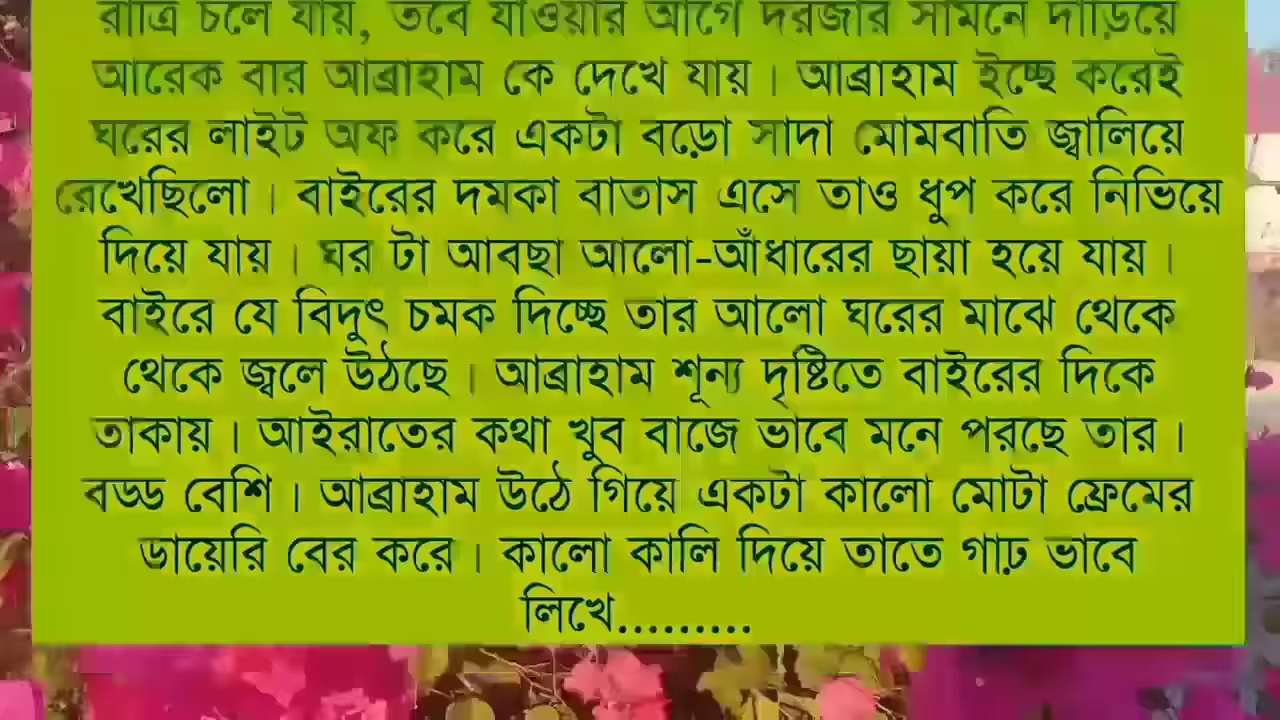 রাত্রি চলে যায়, তবে যাওয়ার আগে দরজার সামনে দাঁড়িয়ে
আরেক বার আব্রাহাম কে দেখে যায়। আব্রাহাম ইচ্ছে করেই
ঘরের লাইট অফ করে একটা বড়ো সাদা মোমবাতি জ্বালিয়ে
রেখেছিলো। বাইরের দমকা বাতাস এসে তাও ধুপ করে নিভিয়ে
দিয়ে যায়। ঘর টা আবছা আলো-আঁধারের ছায়া হয়ে যায়।
বাইরে যে বিদুৎ চমক দিচ্ছে তার আলো ঘরের মাঝে থেকে
থেকে জ্বলে উঠছে। আব্রাহাম শূন্য দৃষ্টিতে বাইরের দিকে
তাকায়। আইরাতের কথা খুব বাজে ভাবে মনে পরছে তার।
বড্ড বেশি। আব্রাহাম উঠে গিয়ে একটা কালো মোটা ফ্রেমের
ডায়েরি বের করে। কালো কালি দিয়ে তাতে গাঢ় ভাবে
লিখে.........